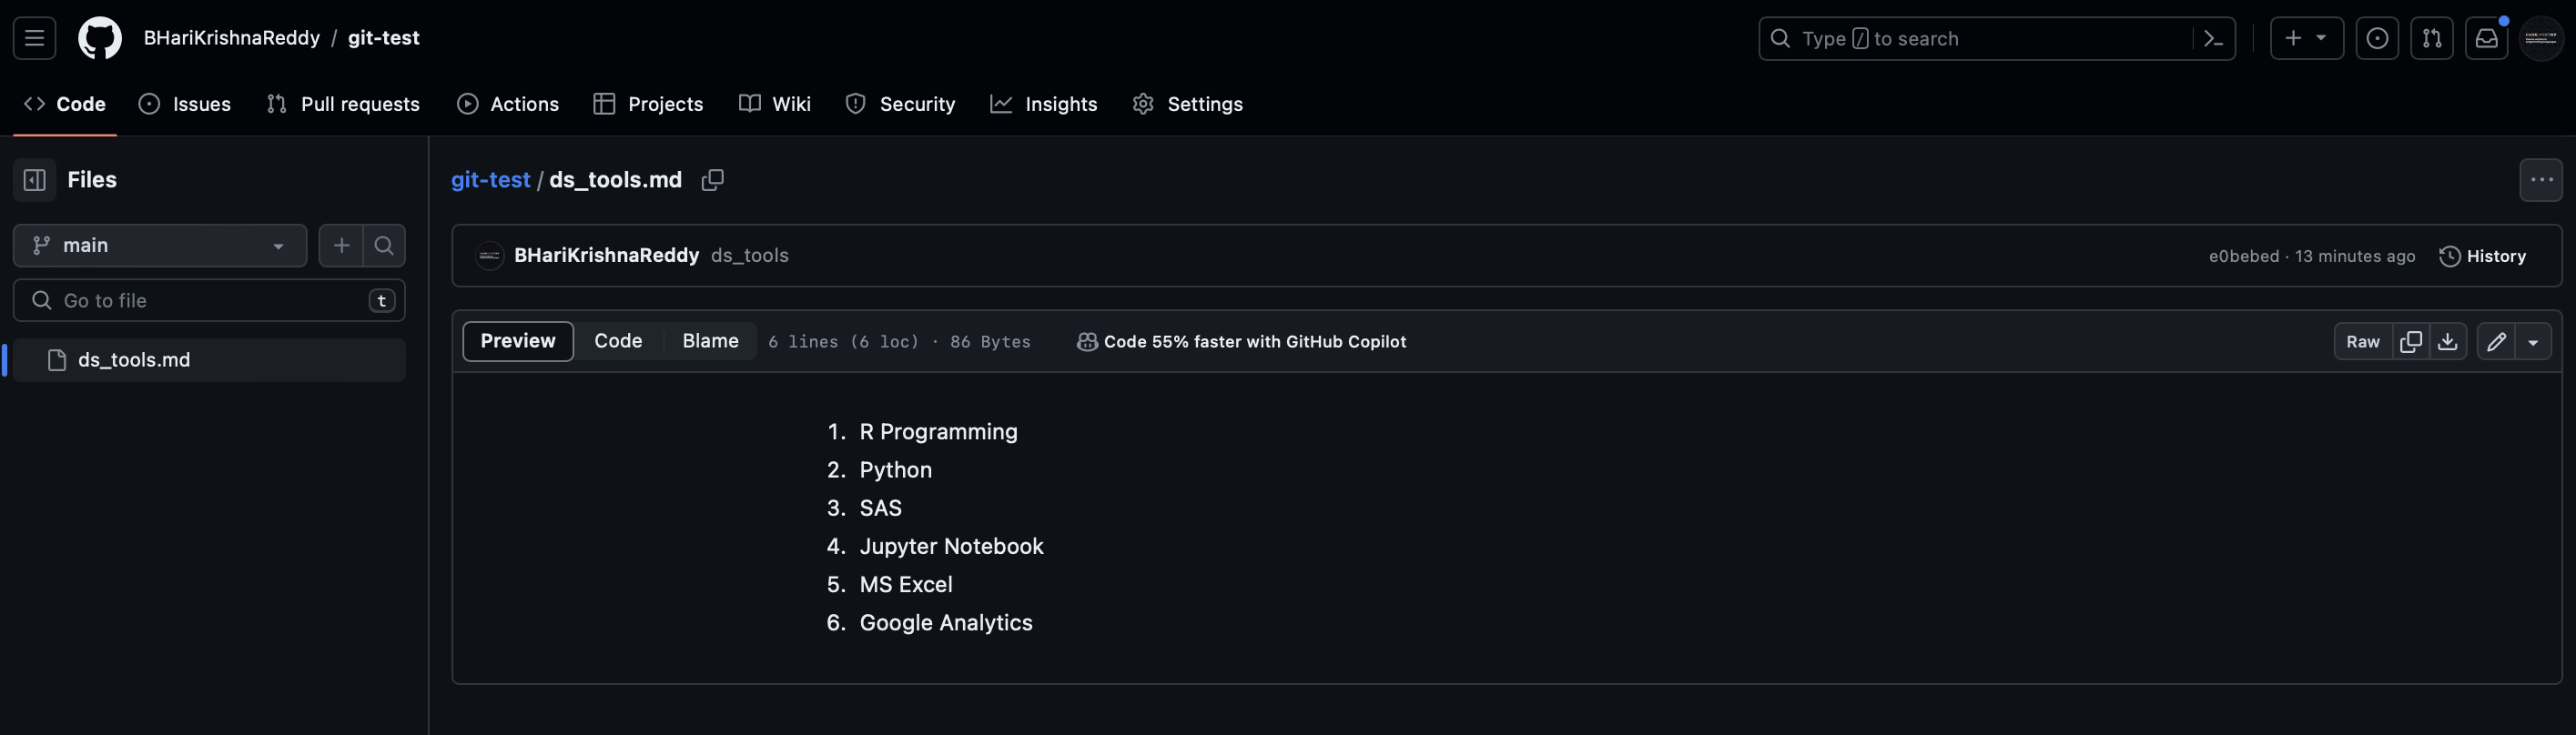 BHariKrishnaReddy / git-test
Type / to search
Code Issues Pull requests Actions Projects Wiki Security Insights Settings
Files
main
Go to file t
ds_tools.md
git-test / ds_tools.md
BHariKrishnaReddy ds_tools e0bebed · 13 minutes ago History
Preview Code Blame 6 lines (6 loc) · 86 Bytes Code 55% faster with GitHub Copilot Raw
1. R Programming
2. Python
3. SAS
4. Jupyter Notebook
5. MS Excel
6. Google Analytics